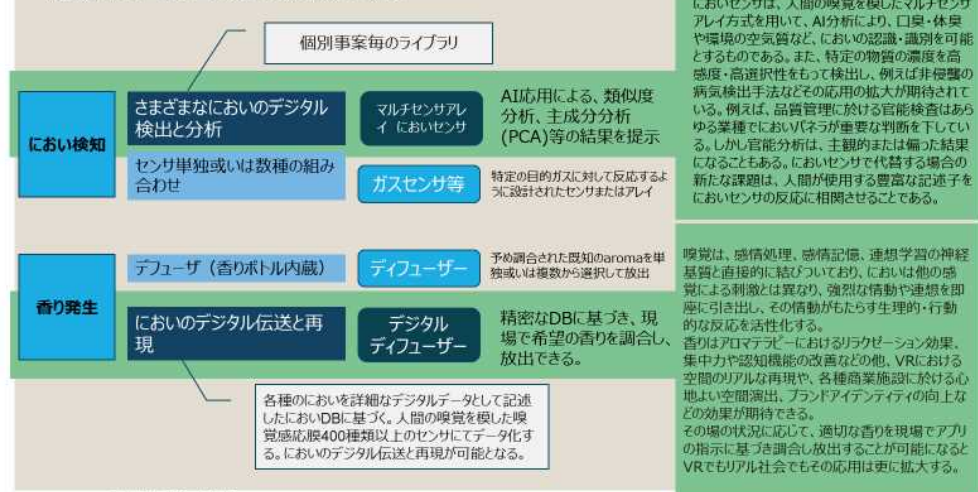 個別事案毎のライブラリ
におい検知
さまざまなにおいのデジタル
検出と分析
マルチセンサアレ
イ においセンサ
AI応用による、類似度
分析、主成分分析
(PCA)等の結果を提示
センサ単独或いは数種の組み
合わせ
ガスセンサ等
特定の目的ガスに対して反応するよ
うに設計されたセンサまたはアレイ
香り発生
デフューザ（香りボトル内蔵）
ディフューザー
予め調合された既知のaromaを単
独或いは複数から選択して放出
においのデジタル伝送と再
現
デジタル
ディフューザー
精密なDBに基づき、現
場で希望の香りを調合し、
放出できる。
各種のにおいを詳細なデジタルデータとして記述
したにおいDBに基づく。人間の嗅覚を模した嗅
覚感応膜400種類以上のセンサにてデータ化す
る。においのデジタル伝送と再現が可能となる。
においセンサは、人間の嗅覚を模したマルチセンサ
アレイ方式を用いて、AI分析により、口臭・体臭
や環境の空気質など、においの認識・識別を可能
とするものである。また、特定の物質の濃度を高
感度・高選択性をもって検出し、例えば非侵襲の
病気検出手法などその応用の拡大が期待されて
いる。例えば、品質管理に於ける官能検査はあら
ゆる業種でにおいパネラが重要な判断を下してい
る。しかし官能分析は、主観的または偏った結果
になることもある。においセンサで代替する場合の
新たな課題は、人間が使用する豊富な記述子を
においセンサの反応に相関させることである。
嗅覚は、感情処理、感情記憶、連想学習の神経
基質と直接的に結びついており、においは他の感
覚による刺激とは異なり、強烈な情動や連想を即
座に引き出し、その情動がもたらす生理的・行動
的な反応を活性化する。
香りはアロマテラピーにおけるリラクゼーション効果、
集中力や認知機能の改善などの他、VRにおける
空間のリアルな再現や、各種商業施設に於ける心
地よい空間演出、ブランドアイデンティティの向上な
どの効果が期待できる。
その場の状況に応じて、適切な香りを現場でアプリ
の指示に基づき調合し放出することが可能になると
VRでもリアル社会でもその応用は更に拡大する。